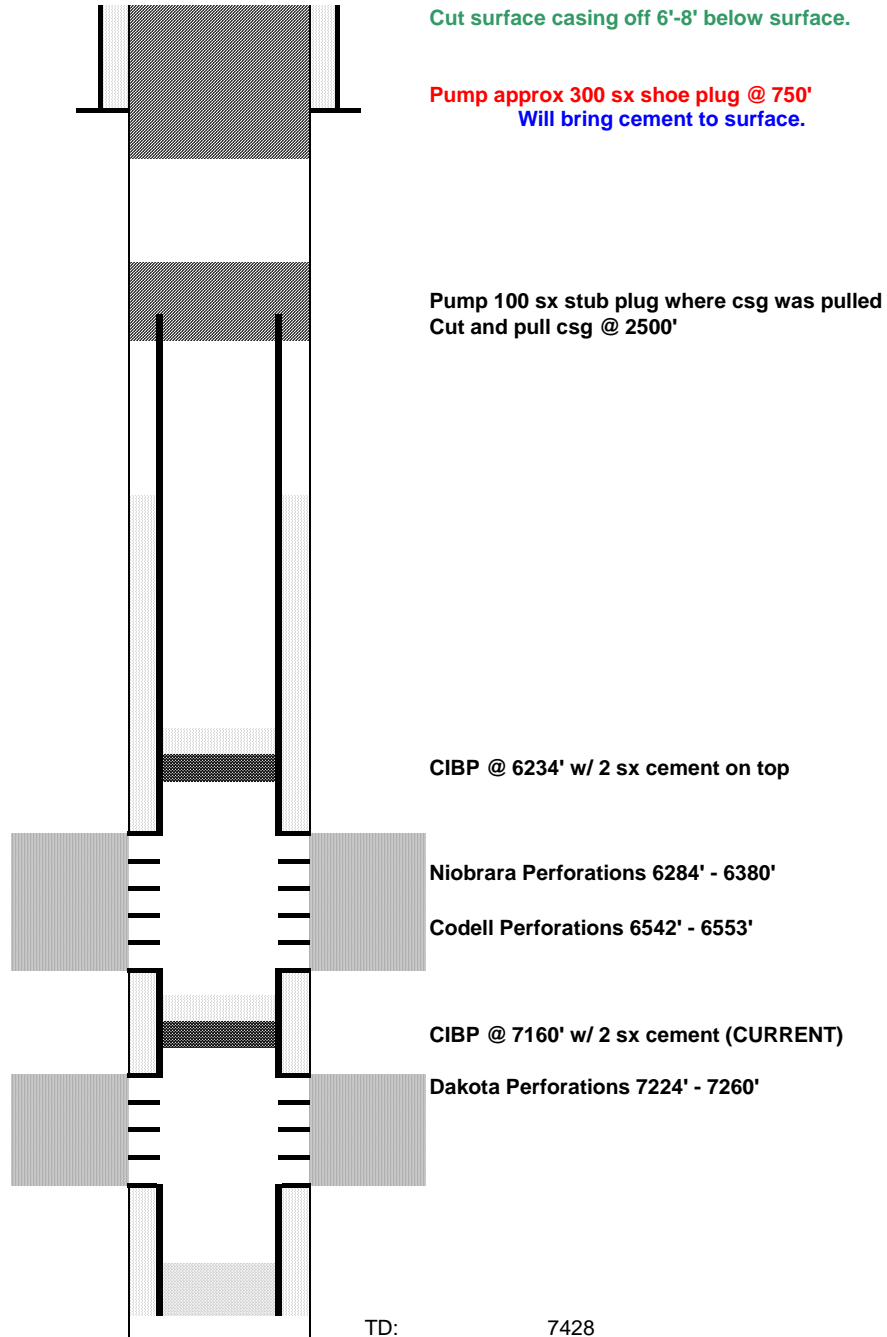 Cut surface casing off 6'-8' below surface.
Pump approx 300 sx shoe plug @ 750'
Will bring cement to surface.
Pump 100 sx stub plug where csg was pulled
Cut and pull csg @ 2500'
CIBP @ 6234' w/ 2 sx cement on top
Niobrara Perforations 6284' - 6380'
Codell Perforations 6542' - 6553'
CIBP @ 7160' w/ 2 sx cement (CURRENT)
Dakota Perforations 7224' - 7260'
TD: 7428